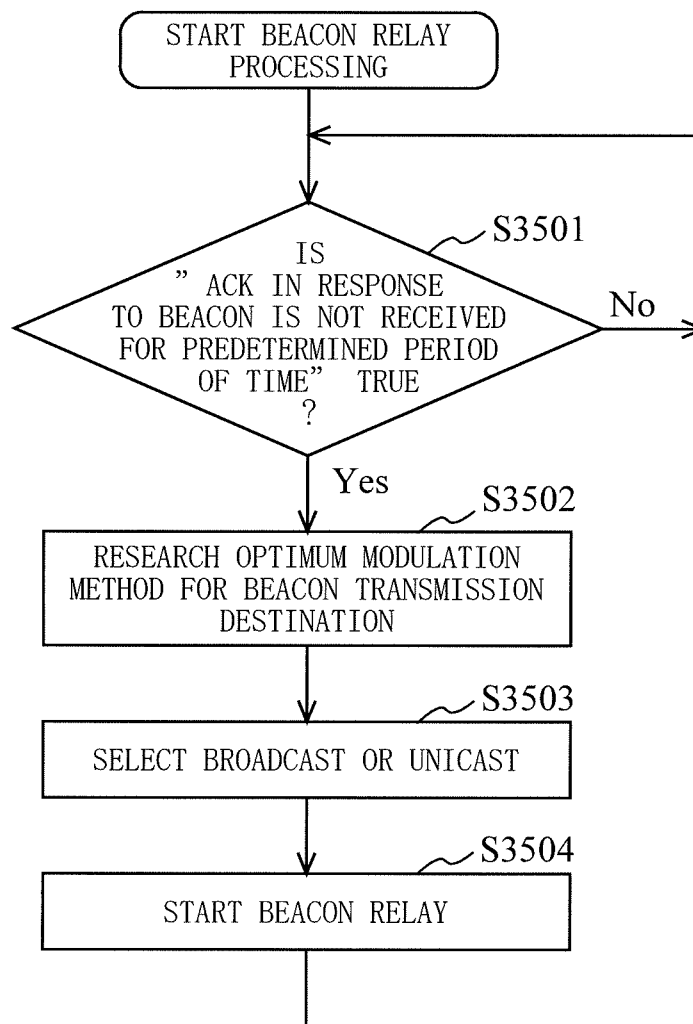 START BEACON RELAY
PROCESSING
S3501
IS
” ACK IN RESPONSE
TO BEACON IS NOT RECEIVED
FOR PREDETERMINED PERIOD
OF TIME” TRUE
?
No
Yes
S3502
RESEARCH OPTIMUM MODULATION
METHOD FOR BEACON TRANSMISSION
DESTINATION
S3503
SELECT BROADCAST OR UNICAST
S3504
START BEACON RELAY